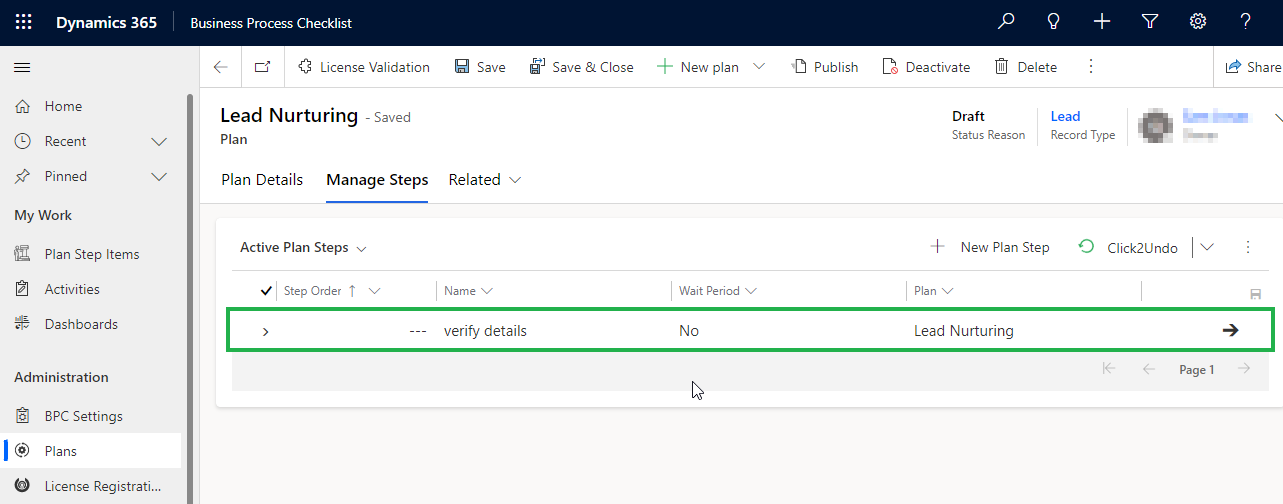 Dynamics 365 Business Process Checklist
License Validation Save Save & Close New plan Publish Deactivate Delete Share
Home
Recent
Pinned
My Work
Plan Step Items
Activities
Dashboards
Administration
BPC Settings
Plans
License Registrati...
Lead Nurturing - Saved
Plan
Draft
Status Reason
Lead
Record Type
Plan Details Manage Steps Related
Active Plan Steps New Plan Step Click2Undo
Step Order ↑ Name Wait Period Plan
--- verify details No Lead Nurturing
Page 1